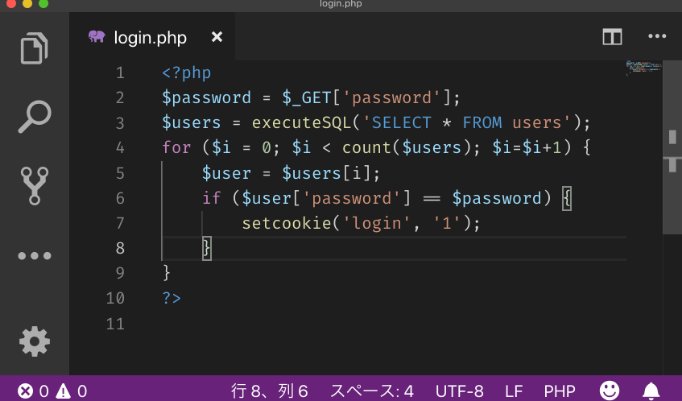 login.php
login.php ×
1 <?php
2 $password = $_GET['password'];
3 $users = executeSQL('SELECT * FROM users');
4 for ($i = 0; $i < count($users); $i=$i+1) {
5     $user = $users[i];
6     if ($user['password'] == $password) {
7         setcookie('login', '1');
8     }
9 }
10 ?>
11
0 0 行 8、列 6 スペース: 4 UTF-8 LF PHP